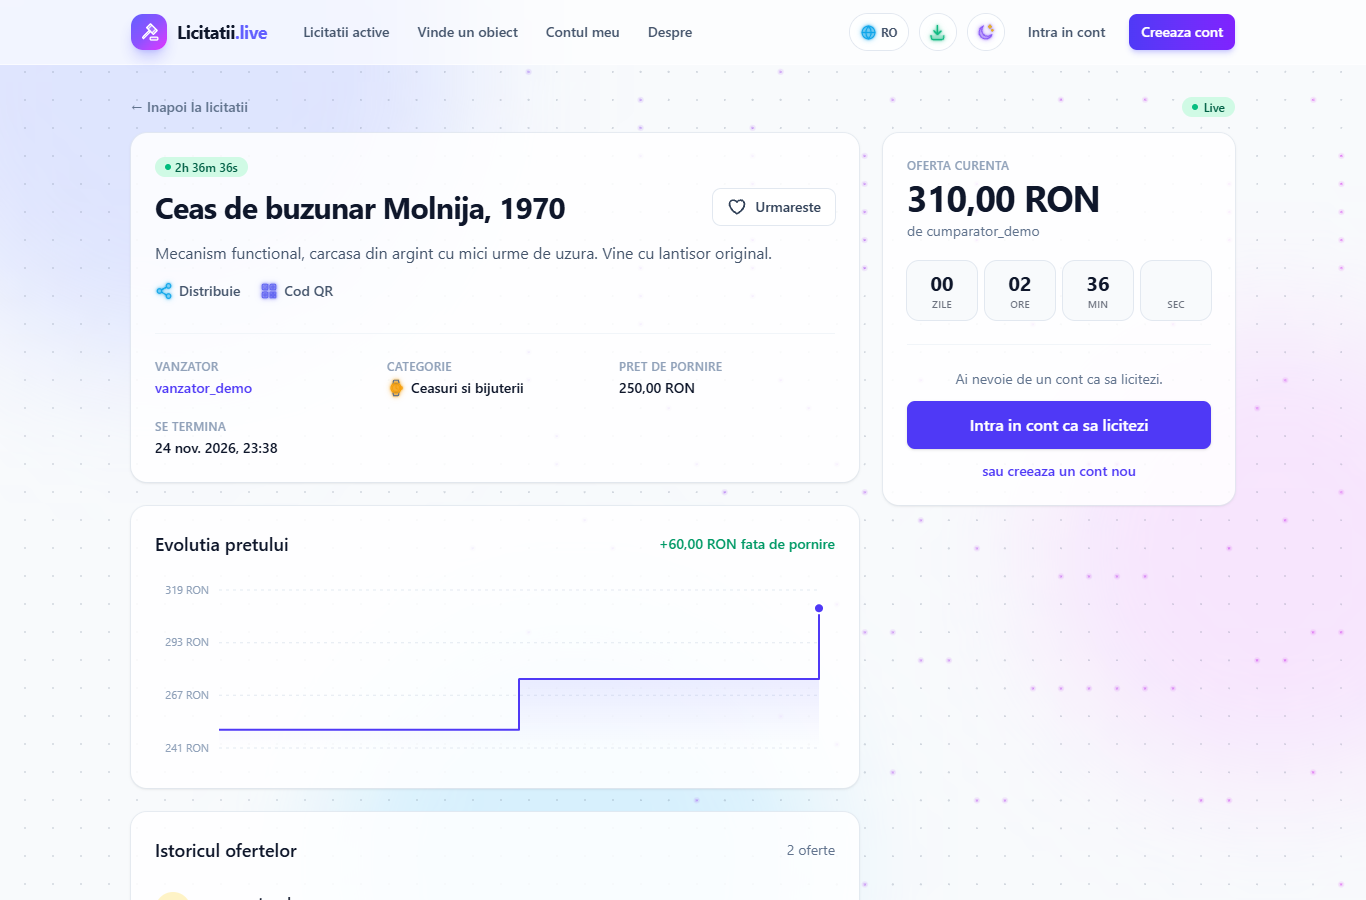 Licitatii.live
Licitatii active
Vinde un obiect
Contul meu
Despre
RO
Intra in cont
Creeaza cont
← Inapoi la licitatii
Live
2h 36m 36s
Ceas de buzunar Molnija, 1970
Urmareste
Mecanism functional, carcasa din argint cu mici urme de uzura. Vine cu lantisor original.
Distribuie
Cod QR
VANZATOR
vanzator_demo
CATEGORIE
Ceasuri si bijuterii
PRET DE PORNIRE
250,00 RON
SE TERMINA
24 nov. 2026, 23:38
OFERTA CURENTA
310,00 RON
de cumparator_demo
00
ZILE
02
ORE
36
MIN
SEC
Ai nevoie de un cont ca sa licitezi.
Intra in cont ca sa licitezi
sau creeaza un cont nou
Evolutia pretului
+60,00 RON fata de pornire
319 RON
293 RON
267 RON
241 RON
Istoricul ofertelor
2 oferte